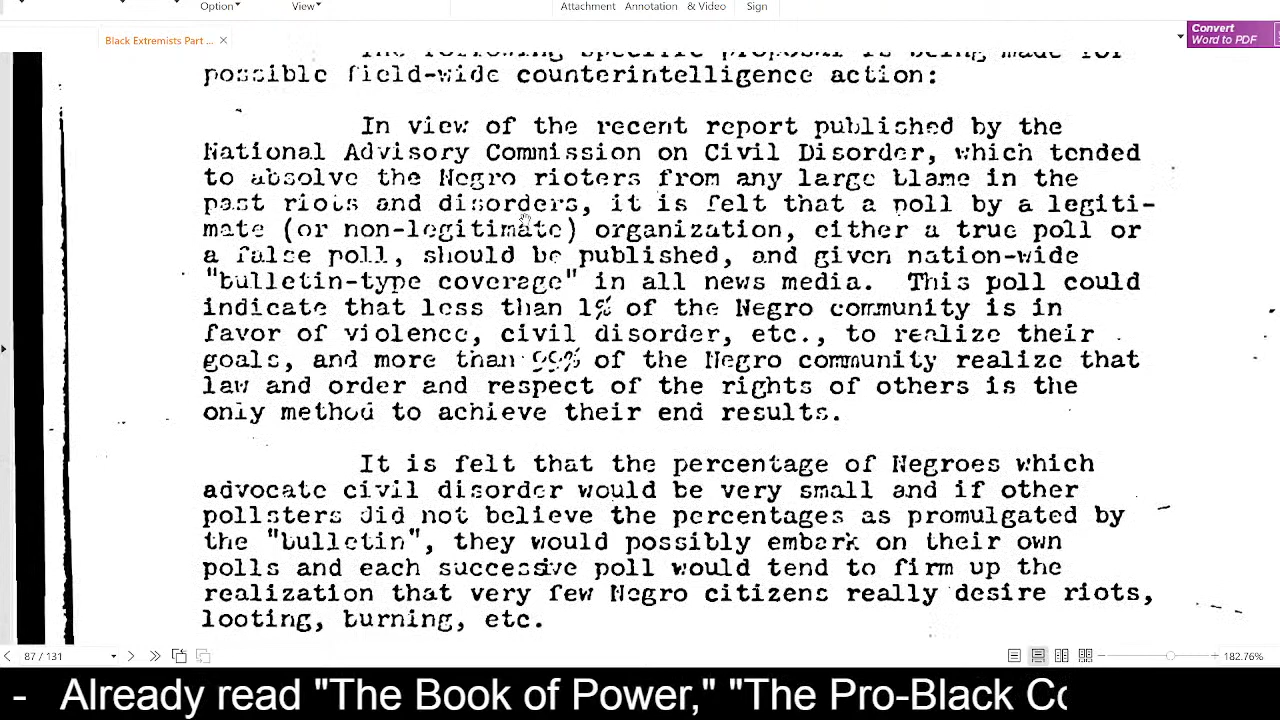 Option
View
Attachment Annotation & Video Sign
Black Extremists Part ...
Convert
Word to PDF
The following specific proposal is being made for
possible field-wide counterintelligence action:
In view of the recent report published by the
National Advisory Commission on Civil Disorder, which tended
to absolve the Negro rioters from any large blame in the
past riots and disorders, it is felt that a poll by a legiti-
mate (or non-legitimate) organization, either a true poll or
a false poll, should be published, and given nation-wide
"bulletin-type coverage" in all news media. This poll could
indicate that less than 1% of the Negro community is in
favor of violence, civil disorder, etc., to realize their
goals, and more than 99% of the Negro community realize that
law and order and respect of the rights of others is the
only method to achieve their end results.
It is felt that the percentage of Negroes which
advocate civil disorder would be very small and if other
pollsters did not believe the percentages as promulgated by
the "bulletin", they would possibly embark on their own
polls and each successive poll would tend to firm up the
realization that very few Negro citizens really desire riots,
looting, burning, etc.
87 / 131
182.76%
- Already read "The Book of Power," "The Pro-Black Co